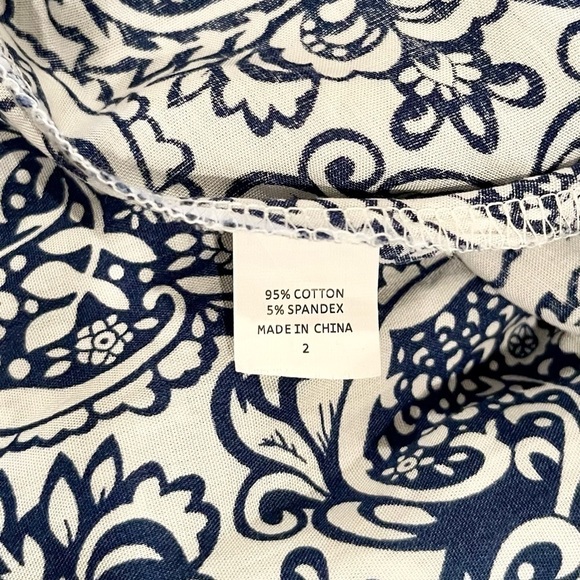 95% COTTON
5% SPANDEX
MADE IN CHINA
2